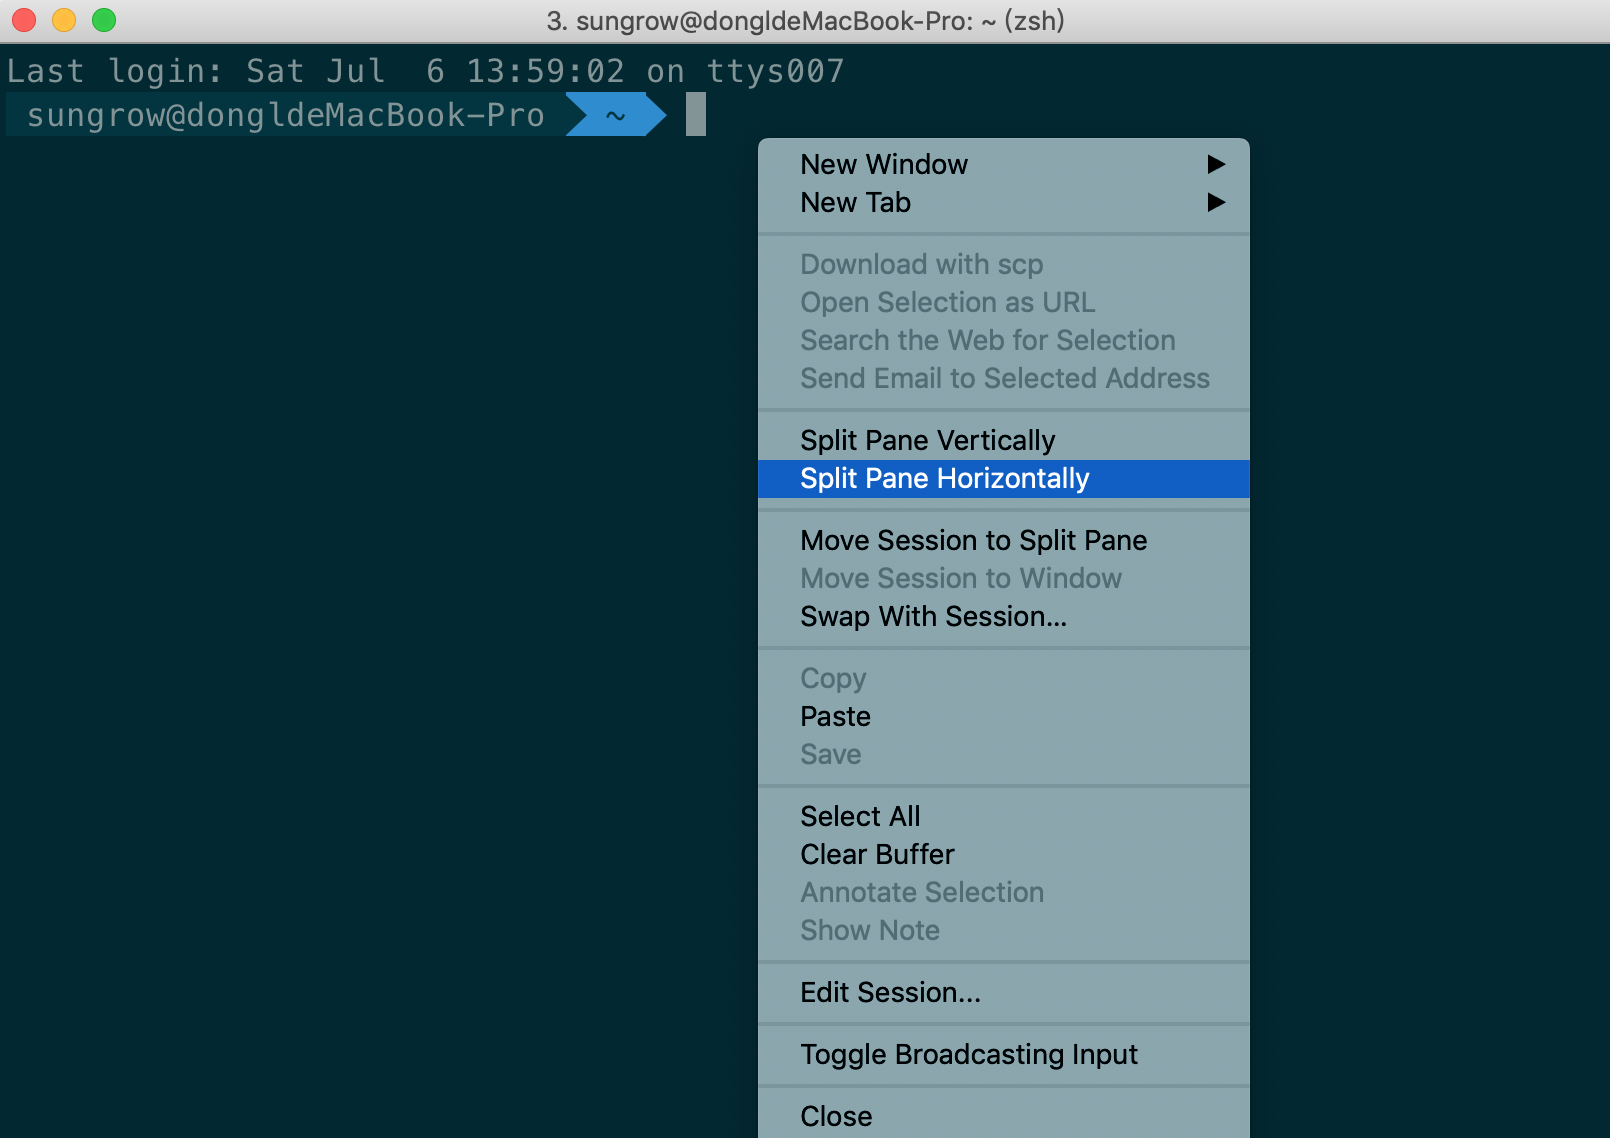 3. sungrow@dongldeMacBook-Pro: ~ (zsh)
Last login: Sat Jul  6 13:59:02 on ttys007
sungrow@dongldeMacBook-Pro ~
New Window
New Tab
Download with scp
Open Selection as URL
Search the Web for Selection
Send Email to Selected Address
Split Pane Vertically
Split Pane Horizontally
Move Session to Split Pane
Move Session to Window
Swap With Session...
Copy
Paste
Save
Select All
Clear Buffer
Annotate Selection
Show Note
Edit Session...
Toggle Broadcasting Input
Close